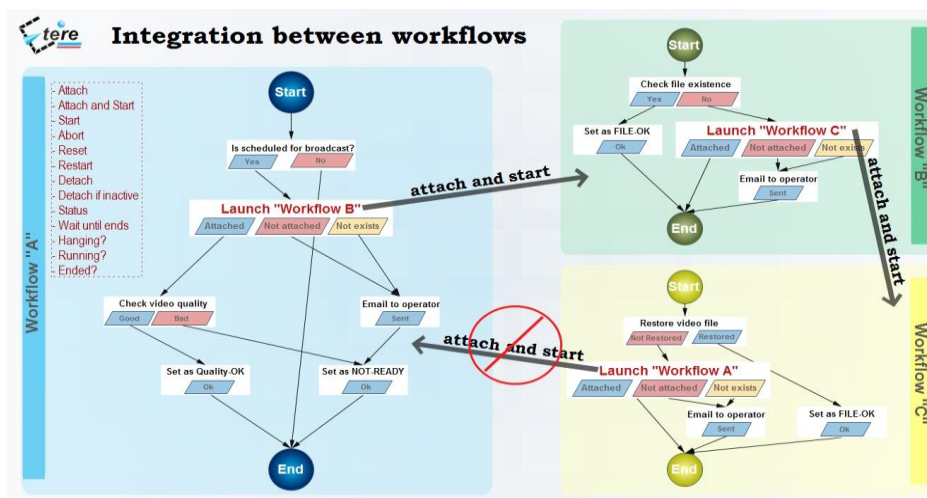 Etere
Integration between workflows
Workflow "A"
- Attach
- Attach and Start
- Start
- Abort
- Reset
- Restart
- Detach
- Detach if inactive
- Status
- Wait until ends
- Hanging?
- Running?
- Ended?
Start
Is scheduled for broadcast?
Yes No
Launch "Workflow B"
Attached Not attached Not exists
Check video quality
Good Bad
Email to operator
Sent
Set as Quality-OK
Ok
Set as NOT-READY
Ok
End
attach and start
Workflow "B"
Start
Check file existence
Yes No
Set as FILE-OK
Ok
Launch "Workflow C"
Attached Not attached Not exists
Email to operator
Sent
End
attach and start
Workflow "C"
Start
Restore video file
Not Restored Restored
Launch "Workflow A"
Attached Not attached Not exists
Email to operator
Sent
Set as FILE-OK
Ok
End
attach and start